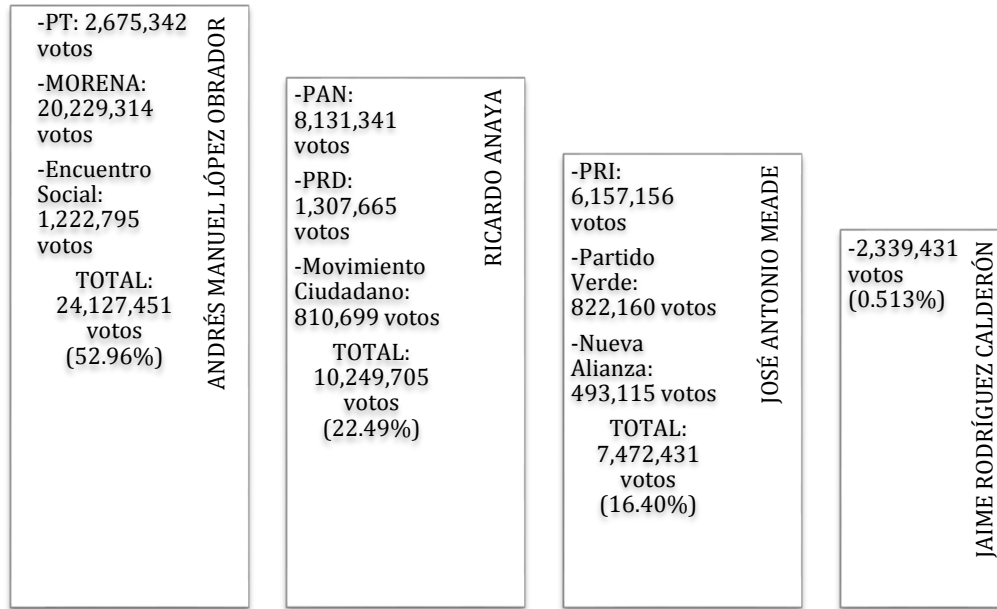 -PT: 2,675,342
votos
-MORENA:
20,229,314
votos
-Encuentro
Social:
1,222,795
votos
TOTAL:
24,127,451
votos
(52.96%)
ANDRÉS MANUEL LÓPEZ OBRADOR
-PAN:
8,131,341
votos
-PRD:
1,307,665
votos
-Movimiento
Ciudadano:
810,699 votos
TOTAL:
10,249,705
votos
(22.49%)
RICARDO ANAYA
-PRI:
6,157,156
votos
-Partido
Verde:
822,160 votos
-Nueva
Alianza:
493,115 votos
TOTAL:
7,472,431
votos
(16.40%)
JOSÉ ANTONIO MEADE
-2,339,431
votos
(0.513%)
JAIME RODRÍGUEZ CALDERÓN